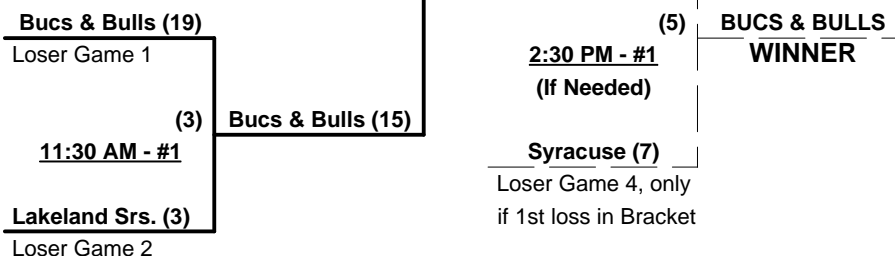 Bucs & Bulls (19)
Loser Game 1
(3)
11:30 AM - #1
Bucs & Bulls (15)
Lakeland Srs. (3)
Loser Game 2
(5)
2:30 PM - #1
(If Needed)
BUCS & BULLS
WINNER
Syracuse (7)
Loser Game 4, only
if 1st loss in Bracket